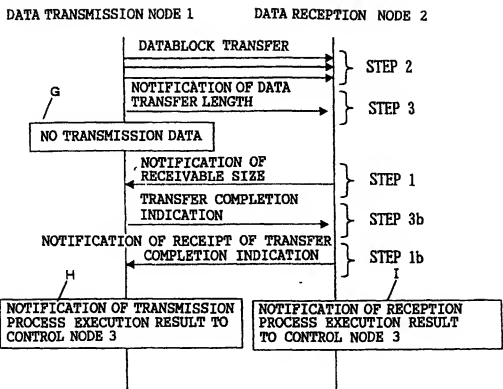 DATA TRANSMISSION NODE 1 DATA RECEPTION NODE 2
DATABLOCK TRANSFER
STEP 2
NOTIFICATION OF DATA
TRANSFER LENGTH
STEP 3
G
NO TRANSMISSION DATA
NOTIFICATION OF
RECEIVABLE SIZE
STEP 1
TRANSFER COMPLETION
INDICATION
STEP 3b
NOTIFICATION OF RECEIPT OF TRANSFER
COMPLETION INDICATION
STEP 1b
H
I
NOTIFICATION OF TRANSMISSION
PROCESS EXECUTION RESULT TO
CONTROL NODE 3
NOTIFICATION OF RECEPTION
PROCESS EXECUTION RESULT
TO CONTROL NODE 3